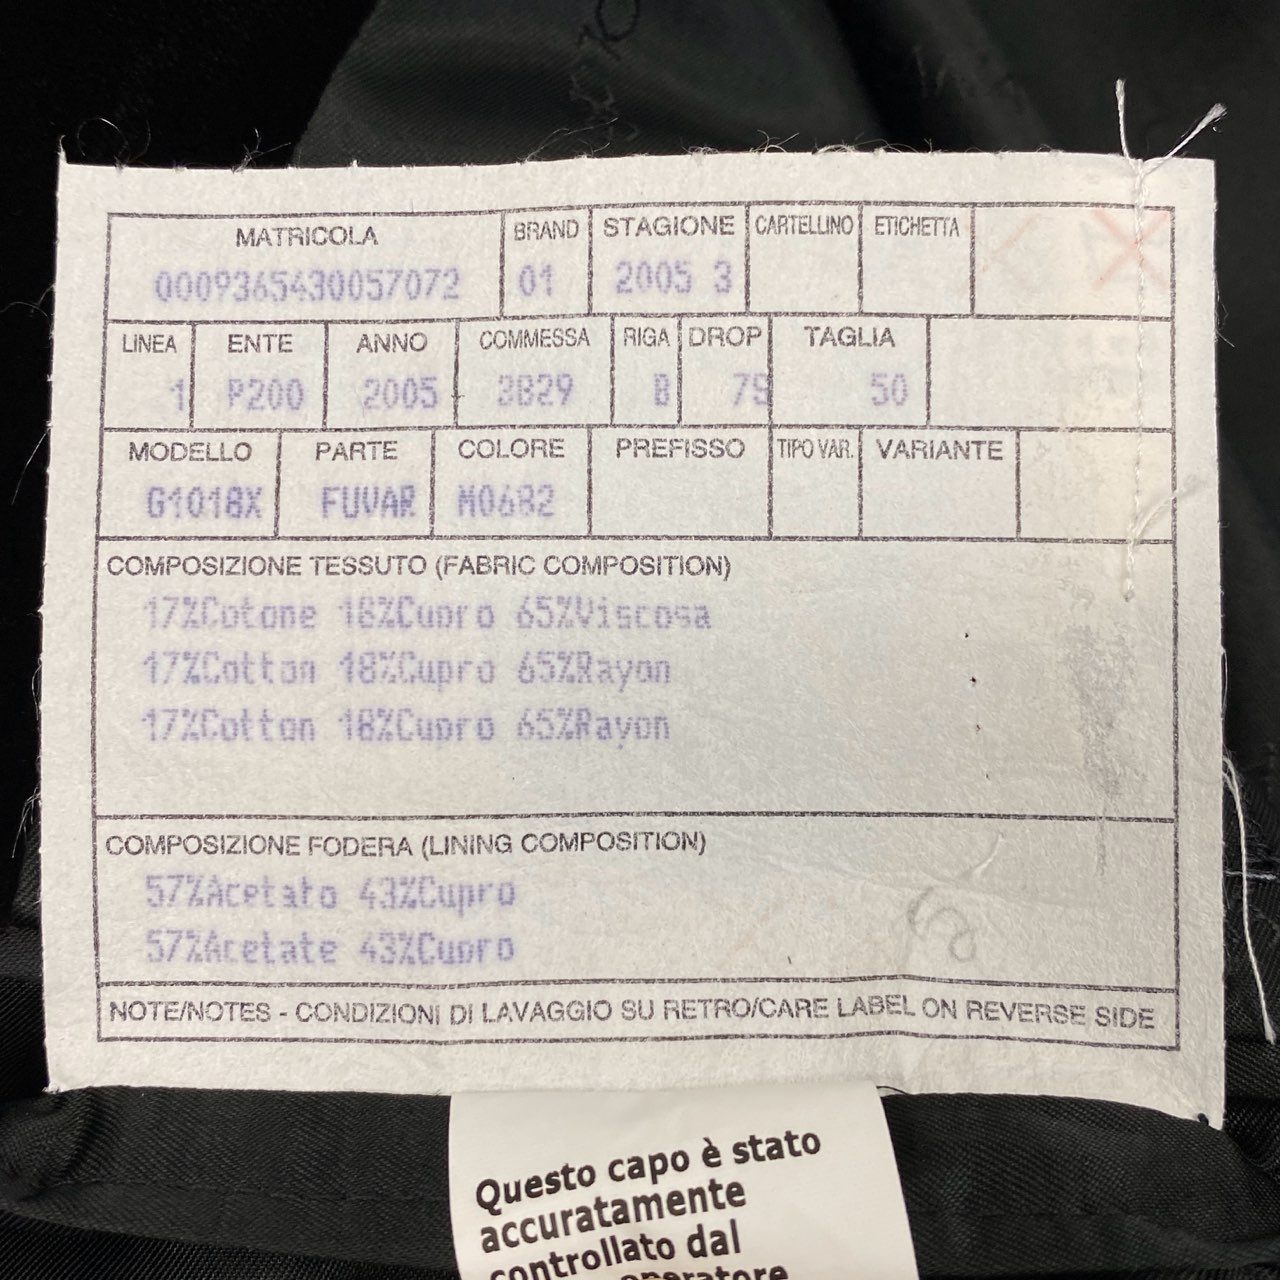 MATRICOLA BRAND STAGIONE CARTELLINO ETICHETTA
0009365430057072 01 2005 3
LINEA ENTE ANNO COMMESSA RIGA DROP TAGLIA
1 P200 2005 3B29 B 7S 50
MODELLO PARTE COLORE PREFISSO TIPO VAR. VARIANTE
G1018X FUVAR M0682
COMPOSIZIONE TESSUTO (FABRIC COMPOSITION)
17%Cotone 18%Cupro 65%Viscosa
17%Cotton 18%Cupro 65%Rayon
17%Cotton 18%Cupro 65%Rayon
COMPOSIZIONE FODERA (LINING COMPOSITION)
57%Acetato 43%Cupro
57%Acetate 43%Cupro
50
NOTE/NOTES - CONDIZIONI DI LAVAGGIO SU RETRO/CARE LABEL ON REVERSE SIDE
Questo capo è stato
accuratamente
controllato dal
operatore